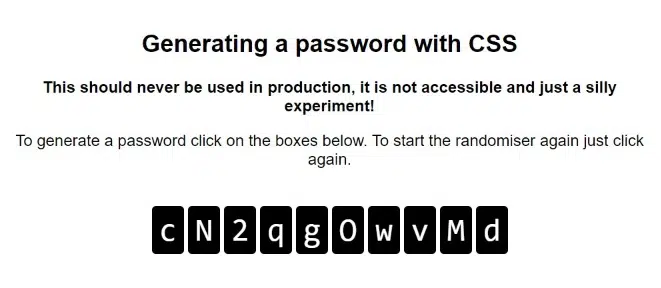 Generating a password with CSS
This should never be used in production, it is not accessible and just a silly
experiment!
To generate a password click on the boxes below. To start the randomiser again just click
again.
cN2qgOwvMd